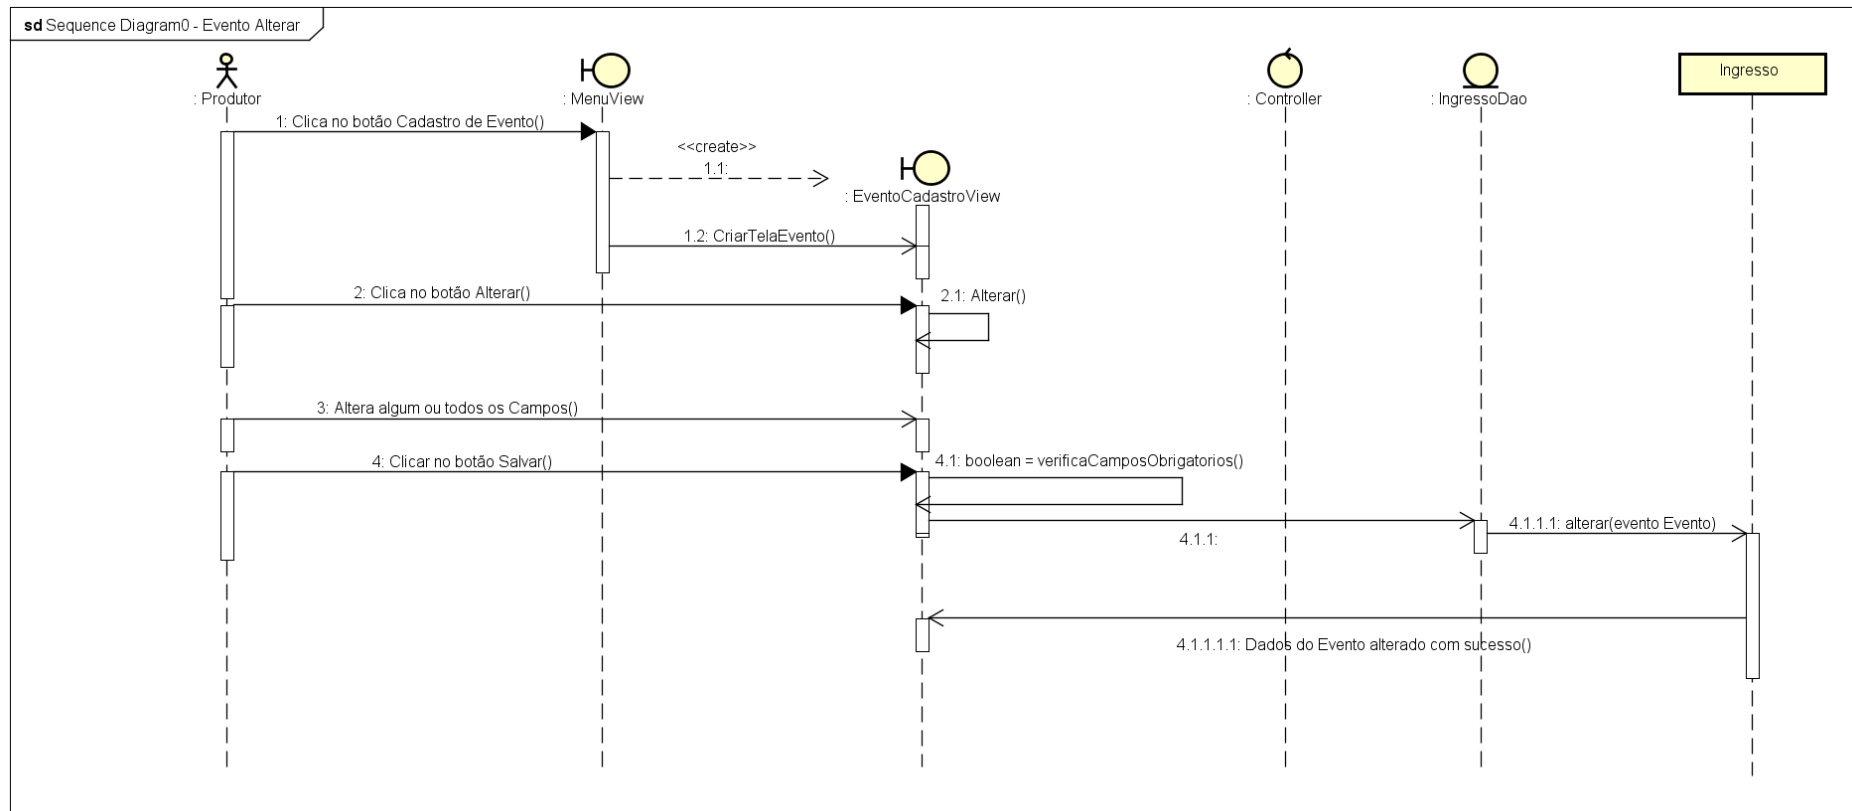 sd Sequence Diagram0 - Evento Alterar
: Produtor
: MenuView
: Controller
: IngressoDao
Ingresso
1: Clica no botão Cadastro de Evento()
<<create>>
1.1:
: EventoCadastroView
1.2: CriarTelaEvento()
2: Clica no botão Alterar()
2.1: Alterar()
3: Altera algum ou todos os Campos()
4: Clicar no botão Salvar()
4.1: boolean = verificaCamposObrigatorios()
4.1.1:
4.1.1.1: alterar(evento Evento)
4.1.1.1.1: Dados do Evento alterado com sucesso()